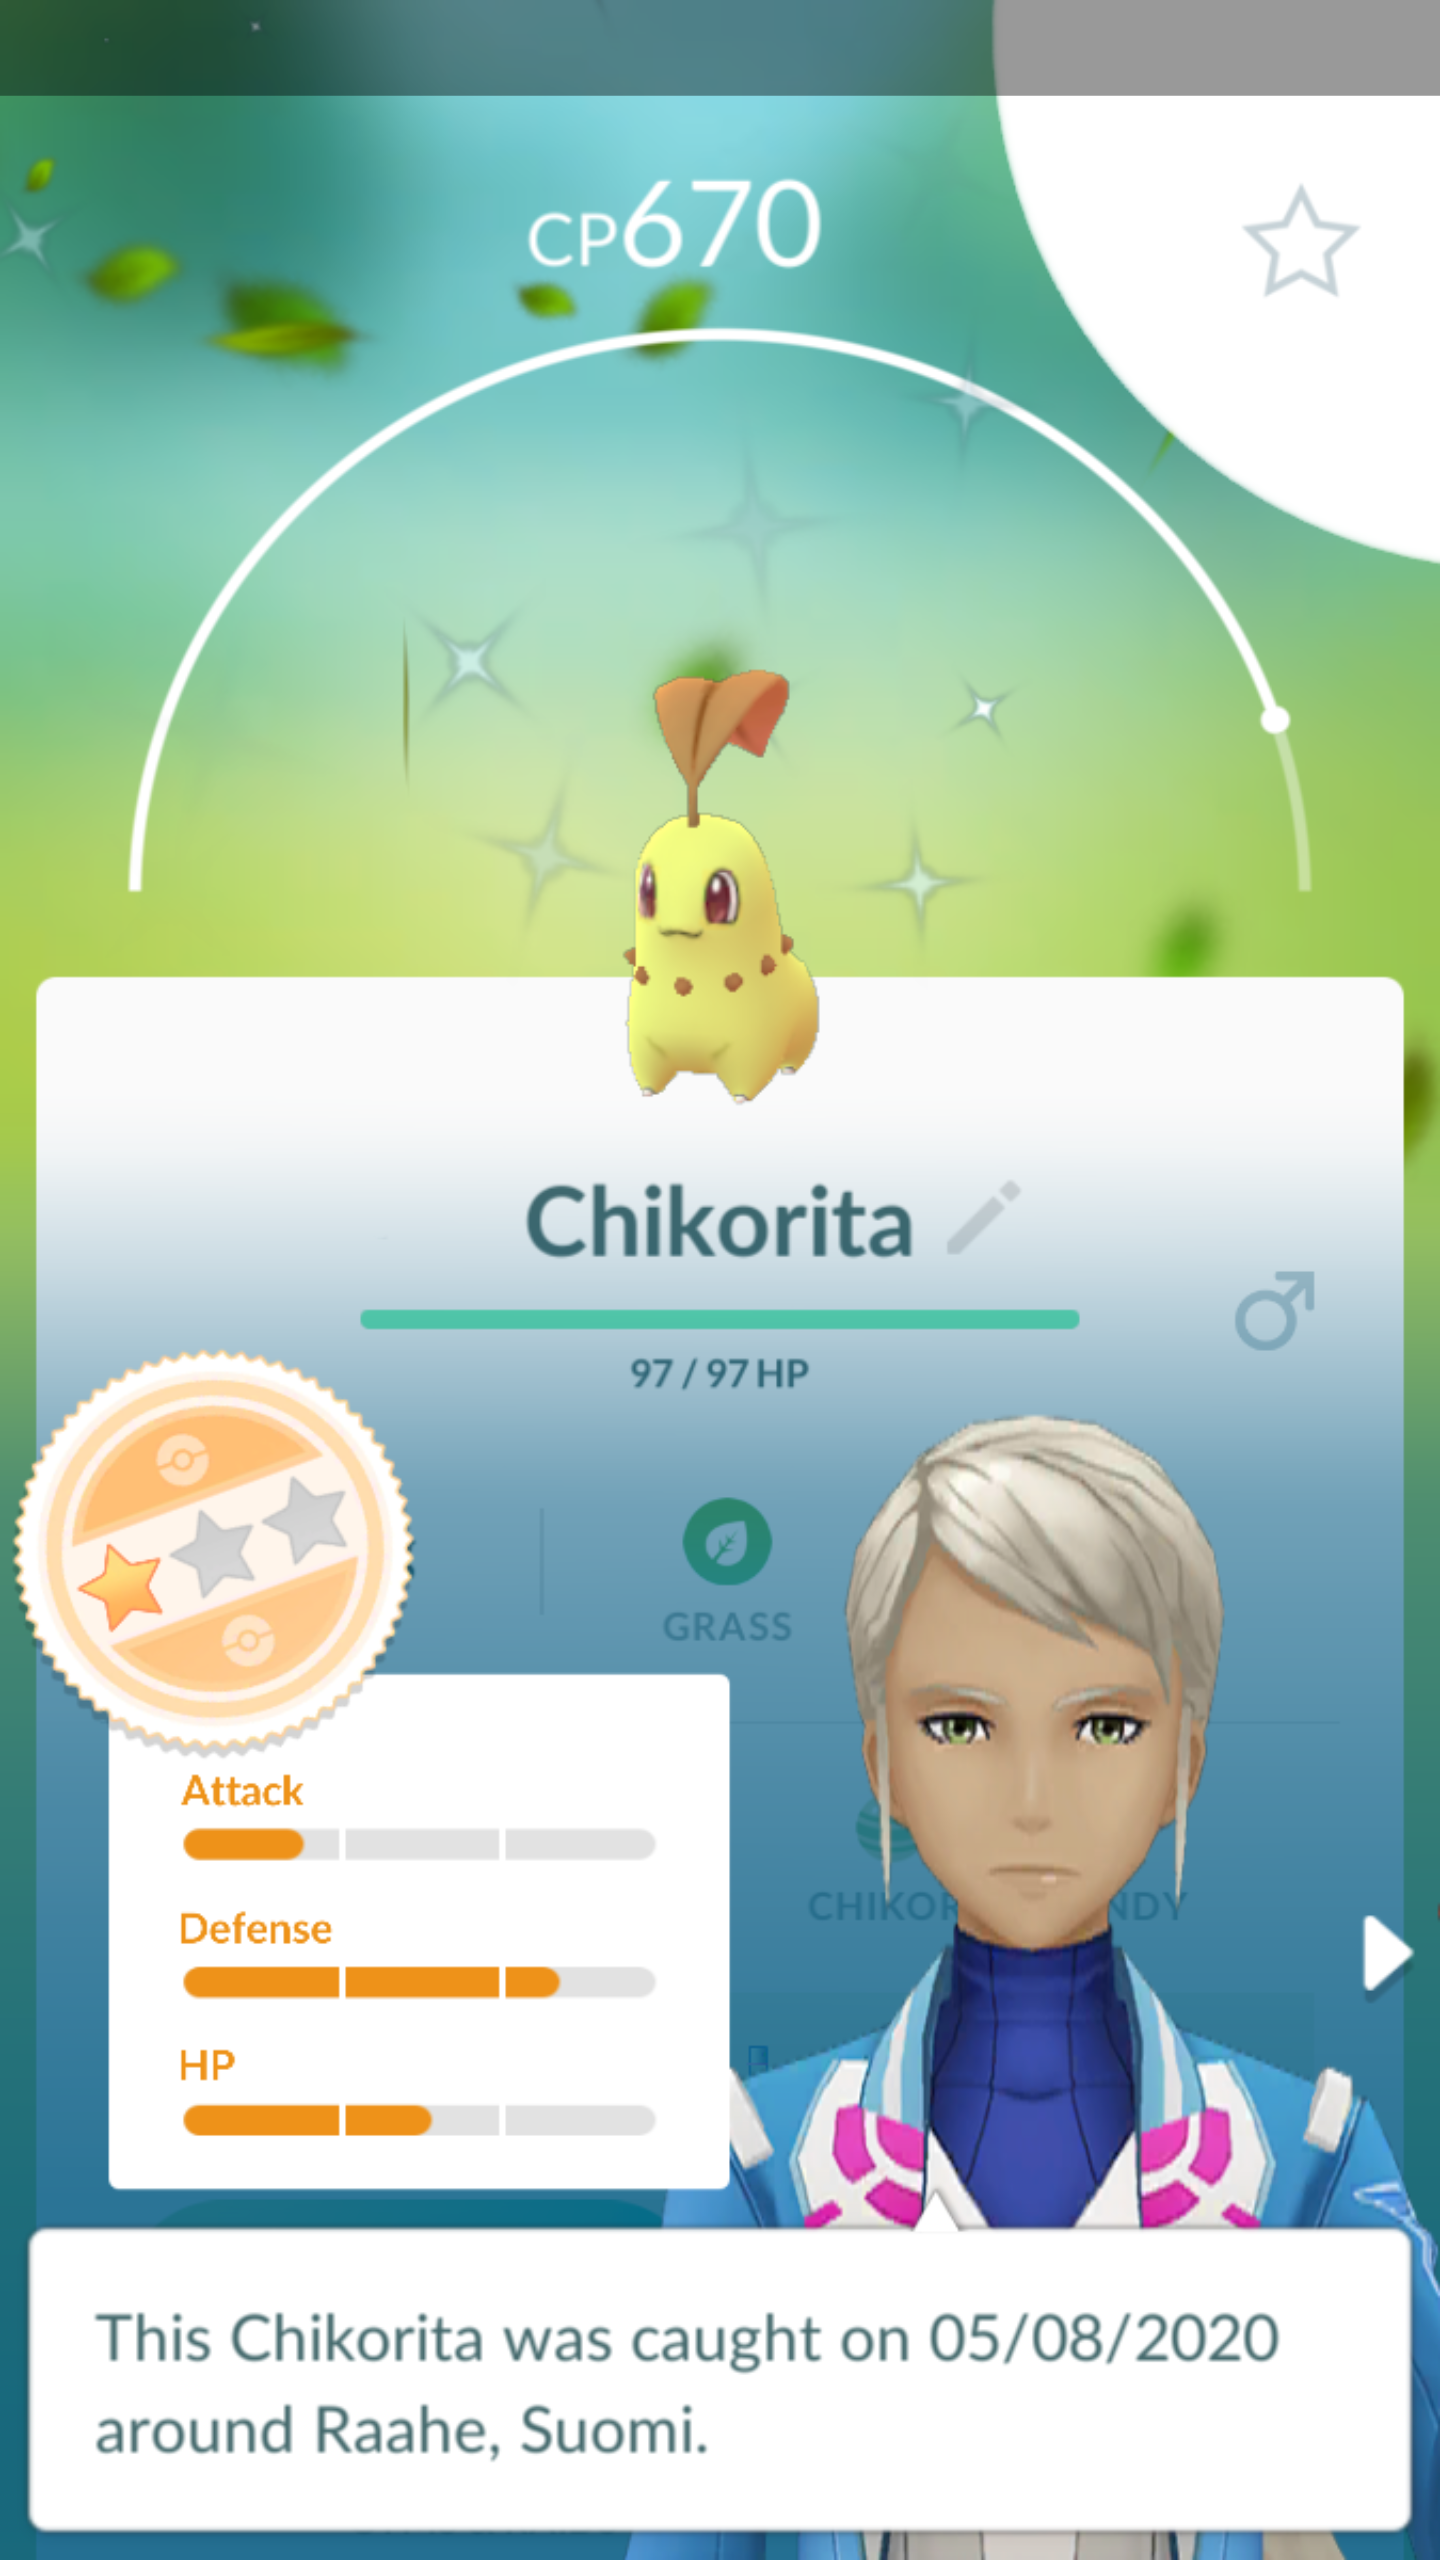 CP670
Chikorita
97 / 97 HP
GRASS
Attack
Defense
HP
This Chikorita was caught on 05/08/2020
around Raahe, Suomi.